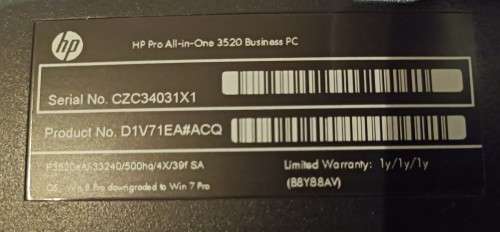 hp
HP Pro All-in-One 3520 Business PC
Serial No. CZC34031X1
Product No. D1V71EA#ACQ
Limited Warranty: 1y/1y/1y
OS: Win 8 Pro downgraded to Win 7 Pro
(B8YB8AV)